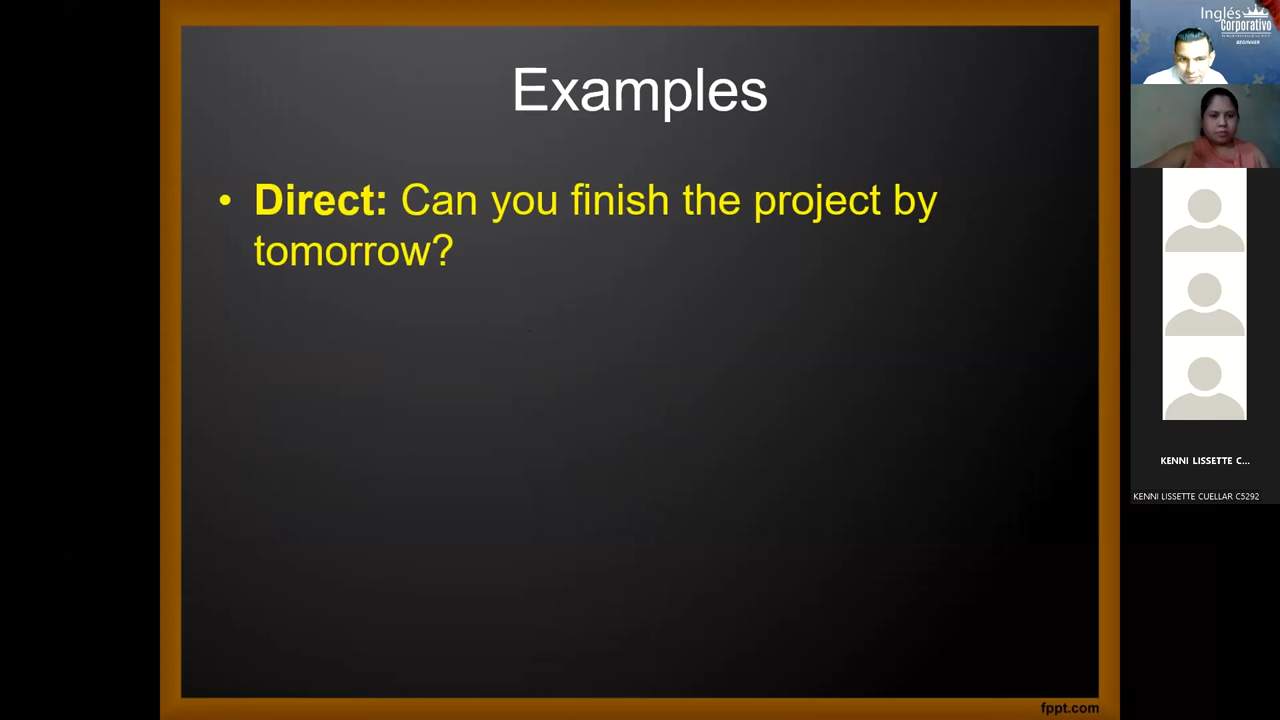 Examples
• Direct: Can you finish the project by
tomorrow?
fppt.com
Inglés
Corporativo
BEGINNER
KENNI LISSETTE C...
KENNI LISSETTE CUELLAR C5292